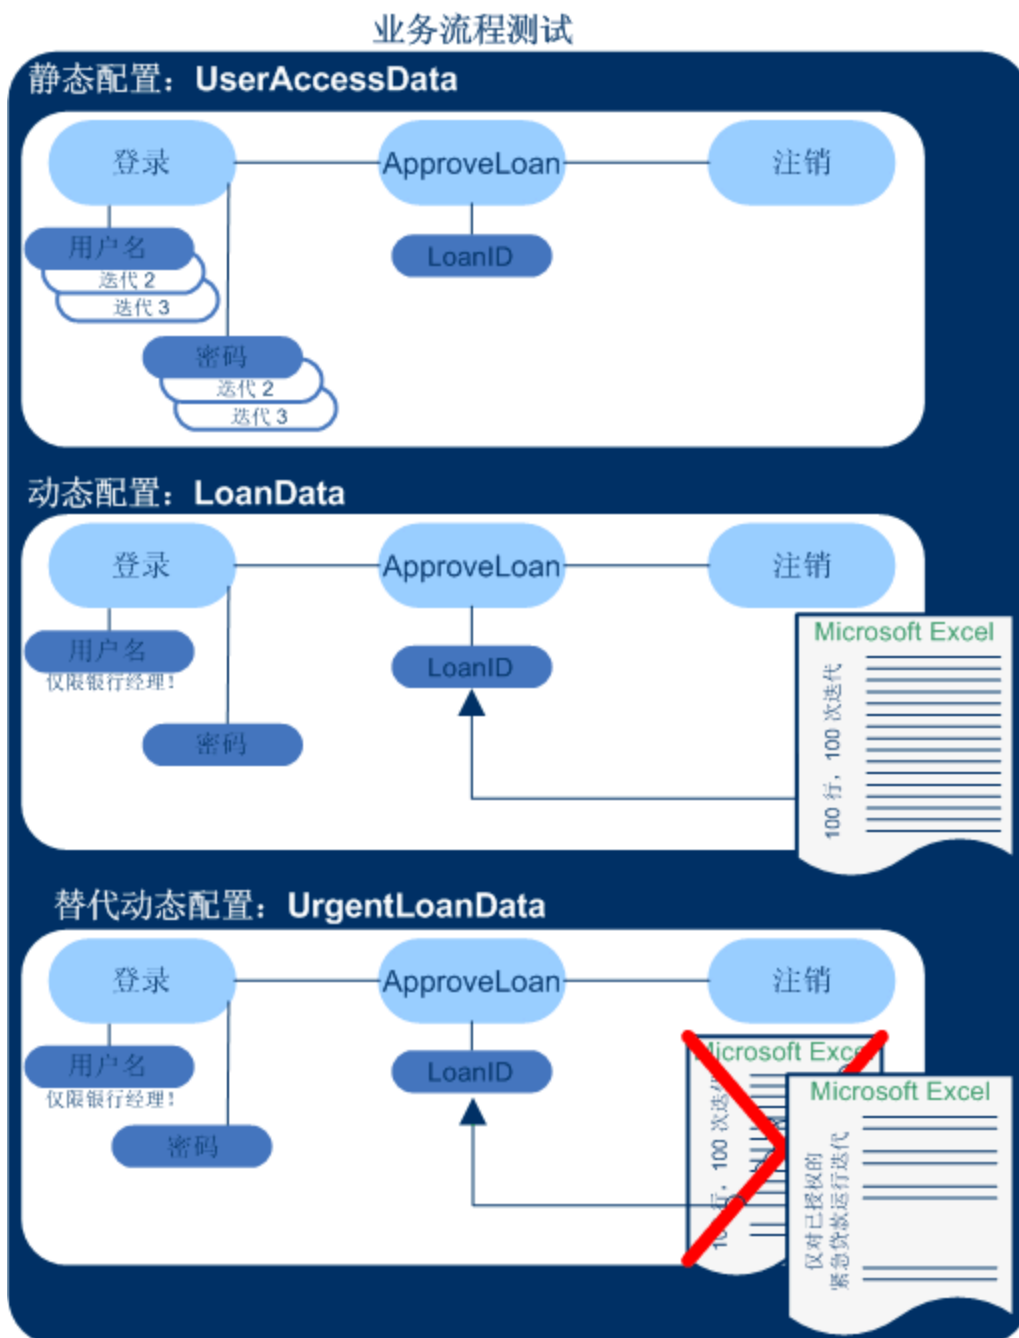 业务流程测试
静态配置：UserAccessData
登录
ApproveLoan
注销
用户名
迭代 2
迭代 3
LoanID
密码
迭代 2
迭代 3
动态配置：LoanData
登录
ApproveLoan
注销
用户名
仅限银行经理！
LoanID
密码
Microsoft Excel
100 行，100 次迭代
替代动态配置：UrgentLoanData
登录
ApproveLoan
注销
用户名
仅限银行经理！
LoanID
密码
Microsoft Excel
100 行，100 次迭代
Microsoft Excel
仅对已授权的
紧急贷款运行迭代